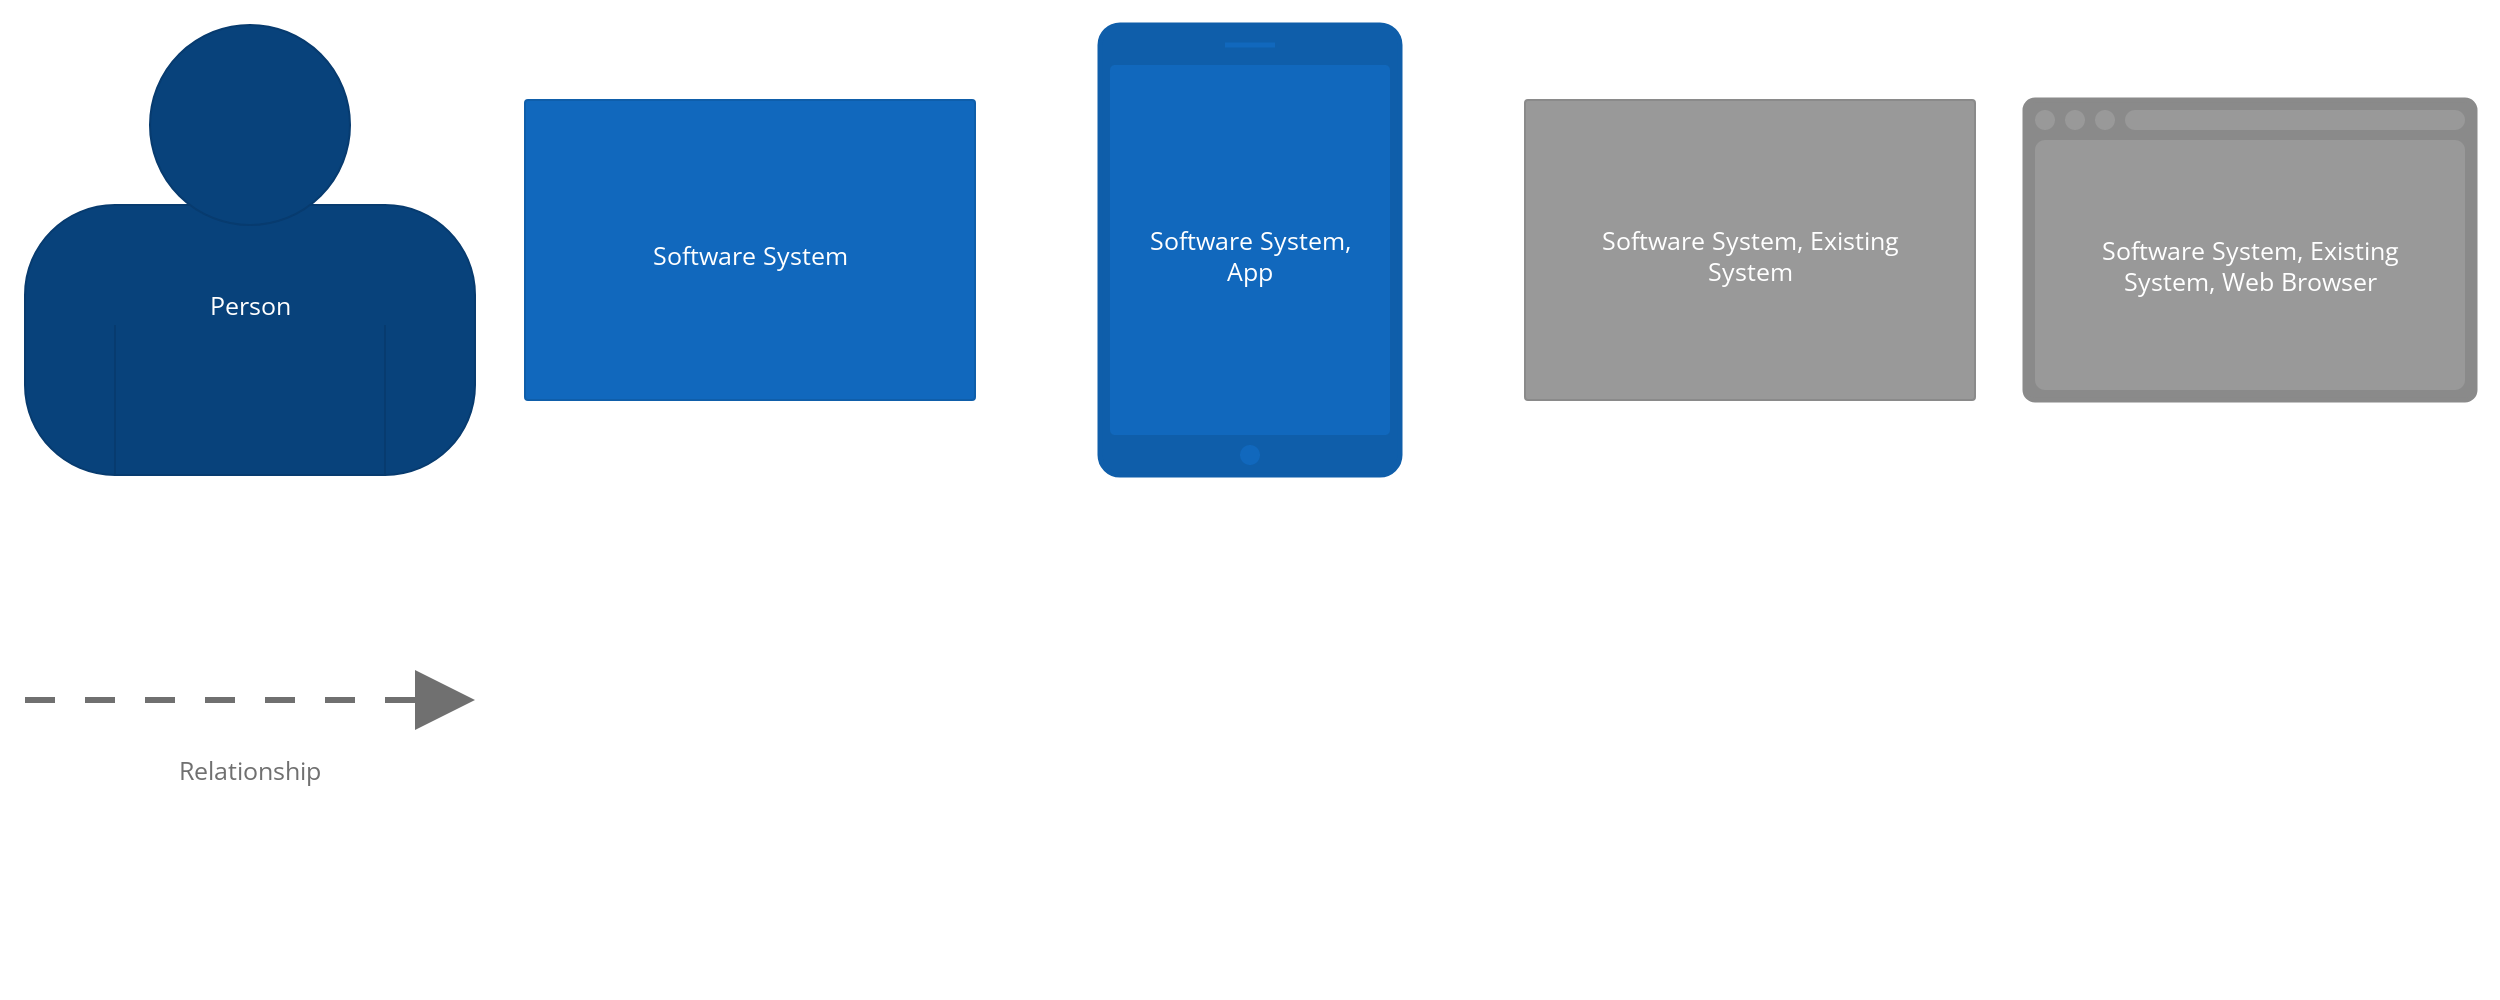 Person
Software System
Software System,
App
Software System, Existing
System
Software System, Existing
System, Web Browser
Relationship